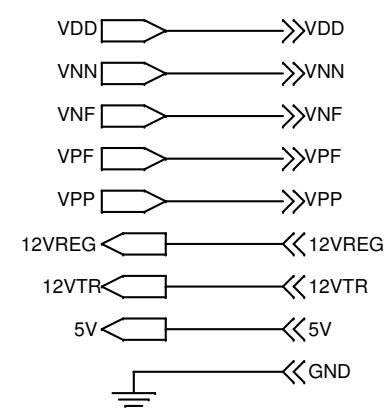 VDD VDD
VNN VNN
VNF VNF
VPF VPF
VPP VPP
12VREG 12VREG
12VTR 12VTR
5V 5V
GND